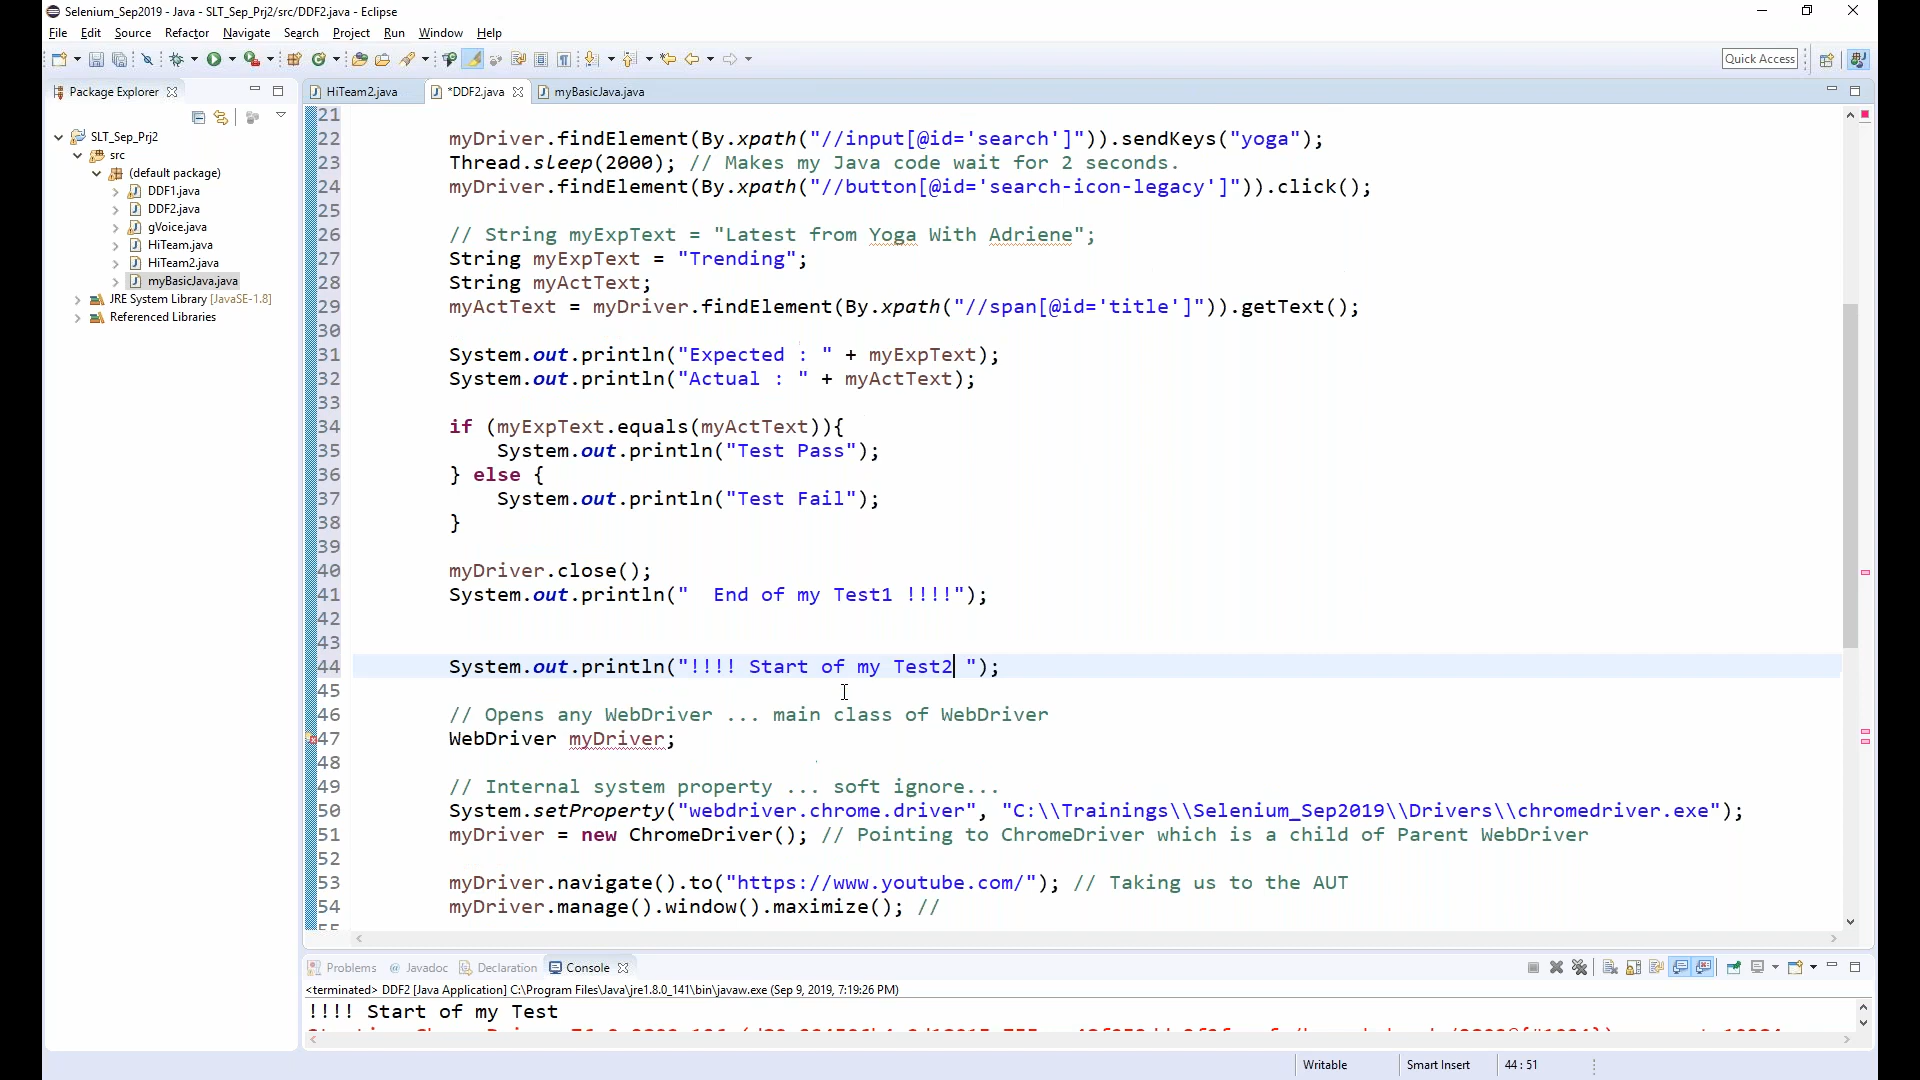 Selenium_Sep2019 - Java - SLT_Sep_Prj2/src/DDF2.java - Eclipse
File Edit Source Refactor Navigate Search Project Run Window Help
Quick Access
Package Explorer
HiTeam2.java *DDF2.java myBasicJava.java
SLT_Sep_Prj2
src
(default package)
DDF1.java
DDF2.java
gVoice.java
HiTeam.java
HiTeam2.java
myBasicJava.java
JRE System Library [JavaSE-1.8]
Referenced Libraries
21
22 myDriver.findElement(By.xpath("//input[@id='search']")).sendKeys("yoga");
23 Thread.sleep(2000); // Makes my Java code wait for 2 seconds.
24 myDriver.findElement(By.xpath("//button[@id='search-icon-legacy']")).click();
25
26 // String myExpText = "Latest from Yoga With Adriene";
27 String myExpText = "Trending";
28 String myActText;
29 myActText = myDriver.findElement(By.xpath("//span[@id='title']")).getText();
30
31 System.out.println("Expected : " + myExpText);
32 System.out.println("Actual : " + myActText);
33
34 if (myExpText.equals(myActText)){
35 System.out.println("Test Pass");
36 } else {
37 System.out.println("Test Fail");
38 }
39
40 myDriver.close();
41 System.out.println("  End of my Test1 !!!!");
42
43
44 System.out.println("!!!! Start of my Test2 ");
45
46 // Opens any WebDriver ... main class of WebDriver
47 WebDriver myDriver;
48
49 // Internal system property ... soft ignore...
50 System.setProperty("webdriver.chrome.driver", "C:\\Trainings\\Selenium_Sep2019\\Drivers\\chromedriver.exe");
51 myDriver = new ChromeDriver(); // Pointing to ChromeDriver which is a child of Parent WebDriver
52
53 myDriver.navigate().to("https://www.youtube.com/"); // Taking us to the AUT
54 myDriver.manage().window().maximize(); //
Problems @ Javadoc Declaration Console
<terminated> DDF2 [Java Application] C:\Program Files\Java\jre1.8.0_141\bin\javaw.exe (Sep 9, 2019, 7:19:26 PM)
!!!! Start of my Test
Writable Smart Insert 44 : 51